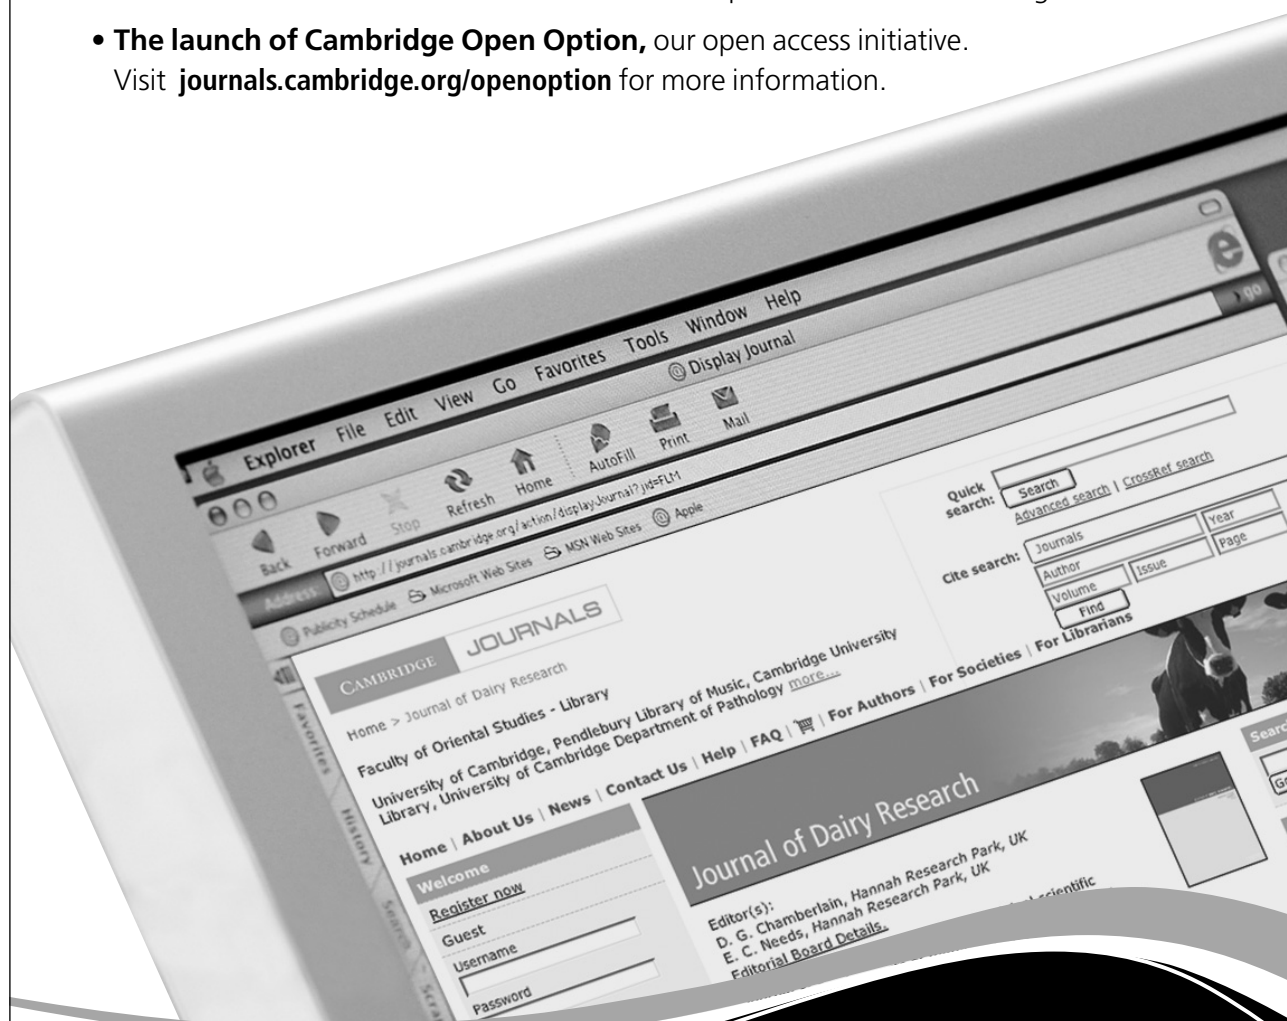 • The launch of Cambridge Open Option, our open access initiative.
Visit journals.cambridge.org/openoption for more information.
Explorer File Edit View Go Favorites Tools Window Help
@ Display Journal
Back Forward Stop Refresh Home AutoFill Print Mail
Address @ http://journals.cambridge.org/action/displayJournal?jid=FLM
>go
@ Publicity Schedule Microsoft Web Sites MSN Web Sites @ Apple
Favorites
History
Search
CAMBRIDGE JOURNALS
Quick search:
Search
Advanced search | CrossRef search
Cite search:
Journals Year
Author
Volume Issue Page
Find
Home > Journal of Dairy Research
Faculty of Oriental Studies - Library
University of Cambridge, Pendlebury Library of Music, Cambridge University
Library, University of Cambridge Department of Pathology more...
Home | About Us | News | Contact Us | Help | FAQ | | For Authors | For Societies | For Librarians
Welcome
Register now
Guest
Username
Password
Journal of Dairy Research
Editor(s):
D. G. Chamberlain, Hannah Research Park, UK
E. C. Needs, Hannah Research Park, UK
Editorial Board Details.
scientific